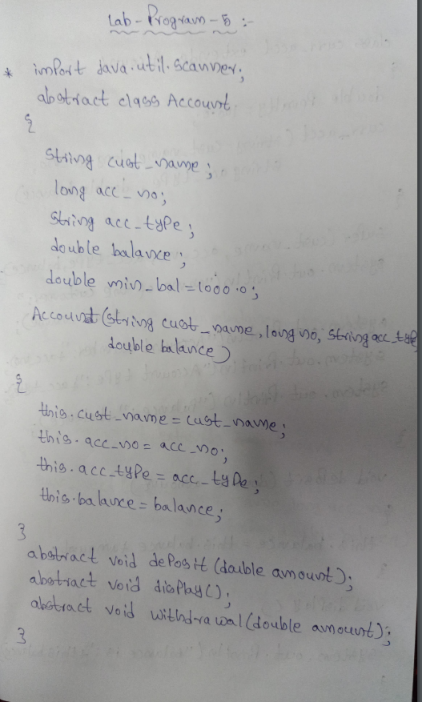 Lab-Program-5 :-
* import Java.util.Scanner;
abstract class Account
{
String cust_name;
long acc_no;
String acc_type;
double balance;
double min_bal = 1000.0;
Account (String cust_name, long no, String acc_type
double balance)
{
this.cust_name = cust_name;
this.acc_no = acc_no;
this.acc_type = acc_type;
this.balance = balance;
}
abstract void deposit (double amount);
abstract void display();
abstract void withdrawal (double amount);
}